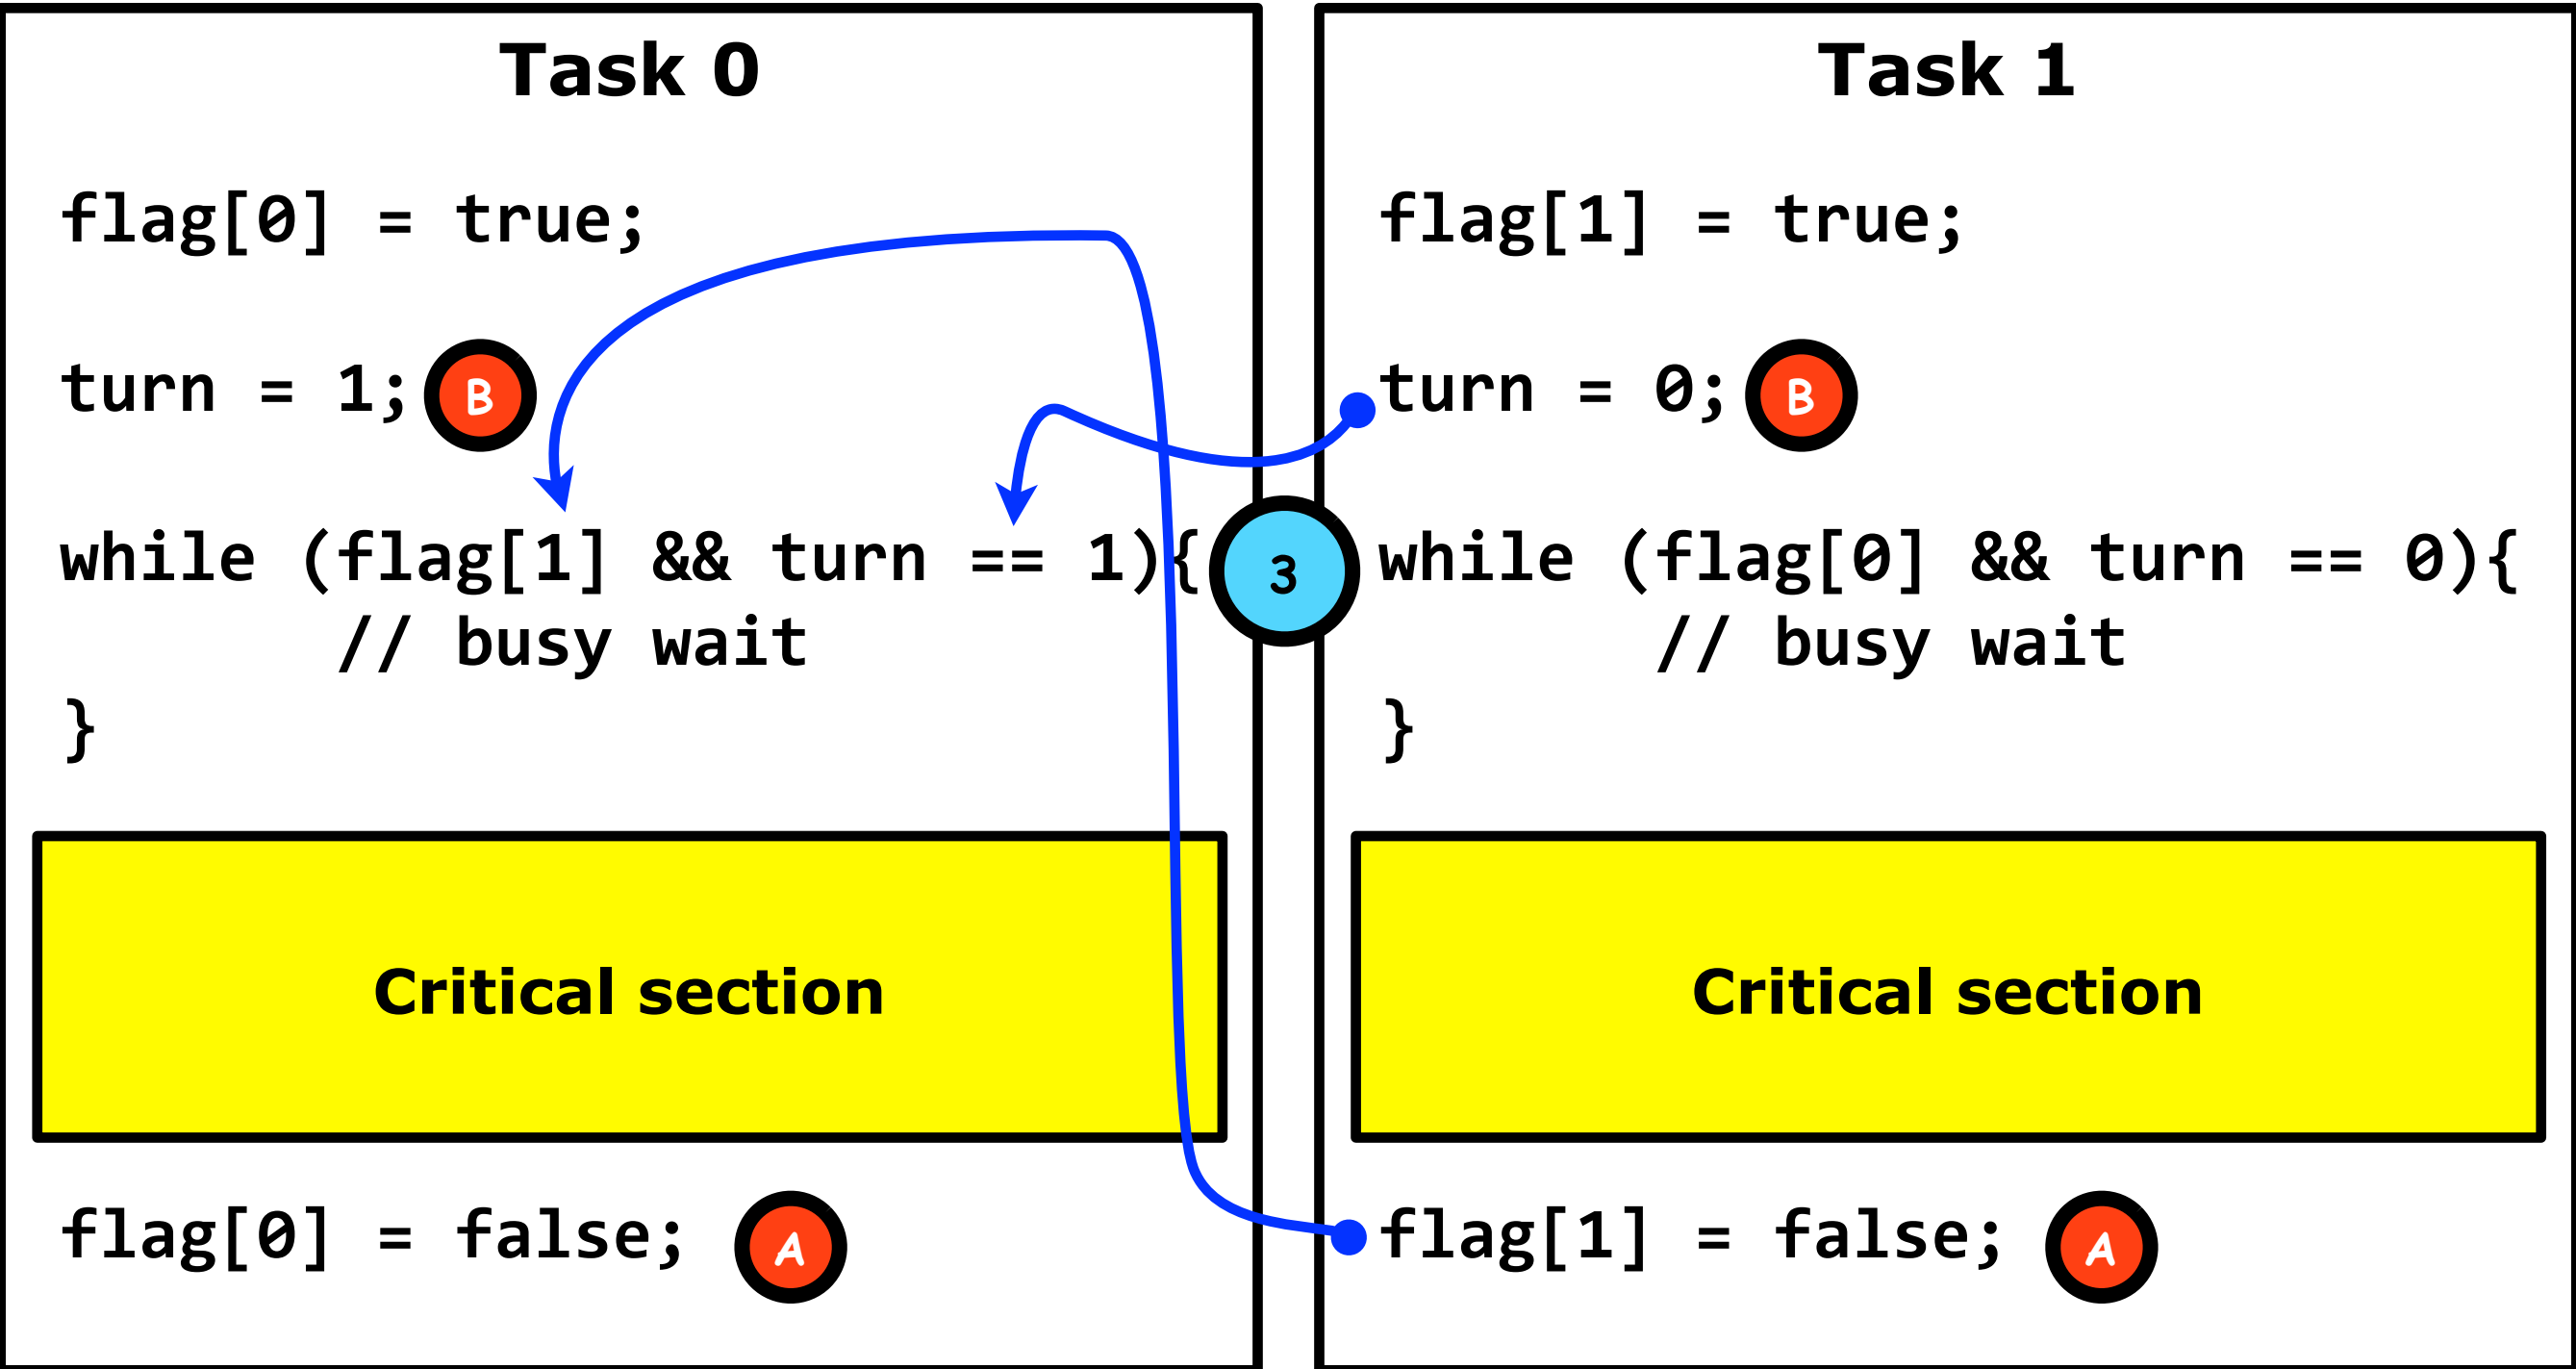 Task 0
flag[0] = true;
turn = 1; B
while (flag[1] && turn == 1){
// busy wait
}
Critical section
flag[0] = false; A
3
Task 1
flag[1] = true;
turn = 0; B
while (flag[0] && turn == 0){
// busy wait
}
Critical section
flag[1] = false; A